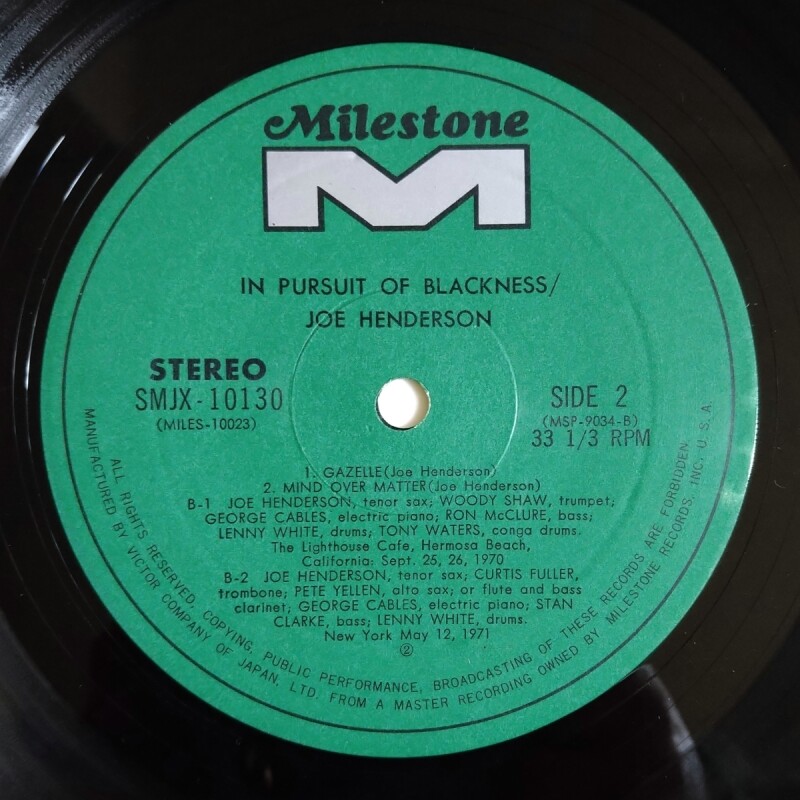 Milestone
M
IN PURSUIT OF BLACKNESS/
JOE HENDERSON
STEREO
SMJX-10130
(MILES-10023)
SIDE 2
(MSP-9034-B)
33 1/3 RPM
1. GAZELLE(Joe Henderson)
2. MIND OVER MATTER(Joe Henderson)
B-1 JOE HENDERSON, tenor sax; WOODY SHAW, trumpet;
GEORGE CABLES, electric piano; RON McCLURE, bass;
LENNY WHITE, drums; TONY WATERS, conga drums.
The Lighthouse Cafe, Hermosa Beach,
California: Sept. 25, 26, 1970
B-2 JOE HENDERSON, tenor sax; CURTIS FULLER,
trombone; PETE YELLEN, alto sax; or flute and bass
clarinet; GEORGE CABLES, electric piano; STAN
CLARKE, bass; LENNY WHITE, drums.
New York May 12, 1971
②
ALL RIGHTS RESERVED, COPYING, PUBLIC PERFORMANCE, BROADCASTING OF THESE RECORDS ARE FORBIDDEN.
MANUFACTURED BY VICTOR COMPANY OF JAPAN, LTD. FROM A MASTER RECORDING OWNED BY MILESTONE RECORDS, INC., U.S.A.